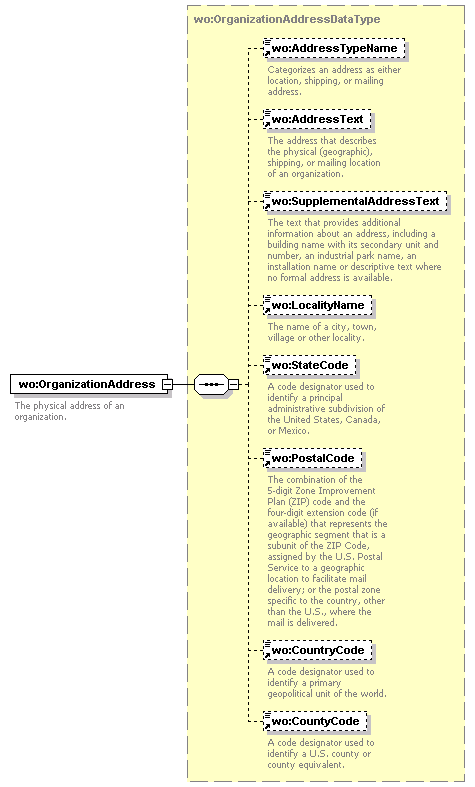 wo:OrganizationAddressDataType
wo:AddressTypeName
Categorizes an address as either
location, shipping, or mailing
address.
wo:AddressText
The address that describes
the physical (geographic),
shipping, or mailing location
of an organization.
wo:SupplementalAddressText
The text that provides additional
information about an address, including a
building name with its secondary unit and
number, an industrial park name, an
installation name or descriptive text where
no formal address is available.
wo:LocalityName
The name of a city, town,
village or other locality.
wo:StateCode
A code designator used to
identify a principal
administrative subdivision of
the United States, Canada,
or Mexico.
wo:OrganizationAddress
The physical address of an
organization.
wo:PostalCode
The combination of the
5-digit Zone Improvement
Plan (ZIP) code and the
four-digit extension code (if
available) that represents the
geographic segment that is a
subunit of the ZIP Code,
assigned by the U.S. Postal
Service to a geographic
location to facilitate mail
delivery; or the postal zone
specific to the country, other
than the U.S., where the
mail is delivered.
wo:CountryCode
A code designator used to
identify a primary
geopolitical unit of the world.
wo:CountyCode
A code designator used to
identify a U.S. county or
county equivalent.